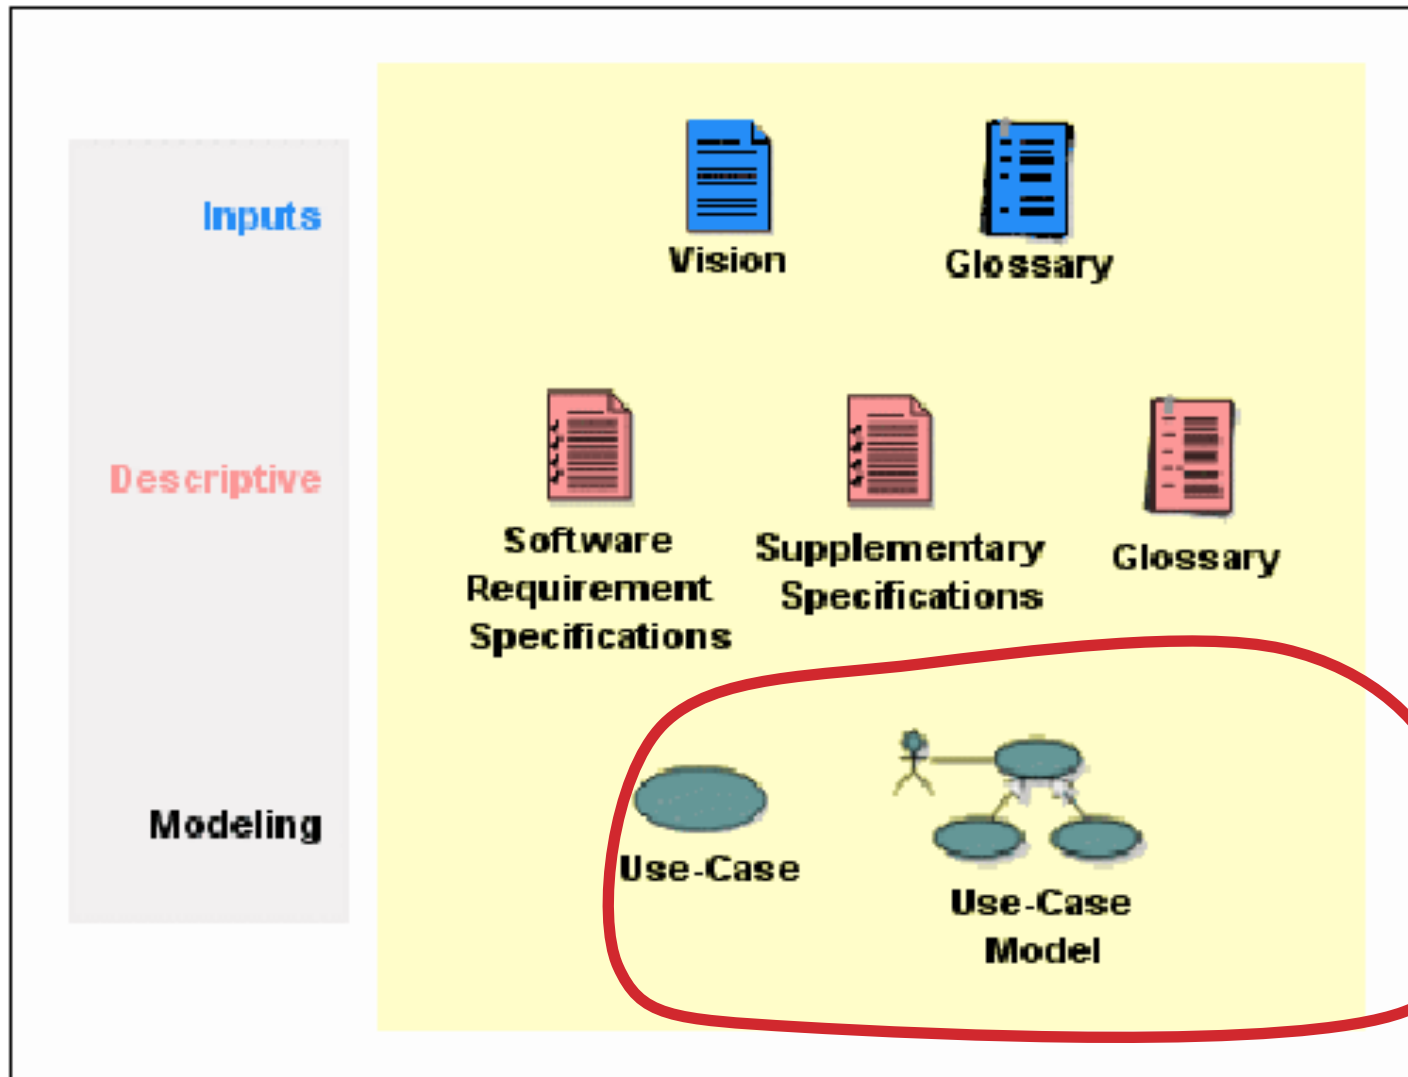 Inputs
Vision
Glossary
Descriptive
Software
Requirement
Specifications
Supplementary
Specifications
Glossary
Modeling
Use-Case
Use-Case
Model